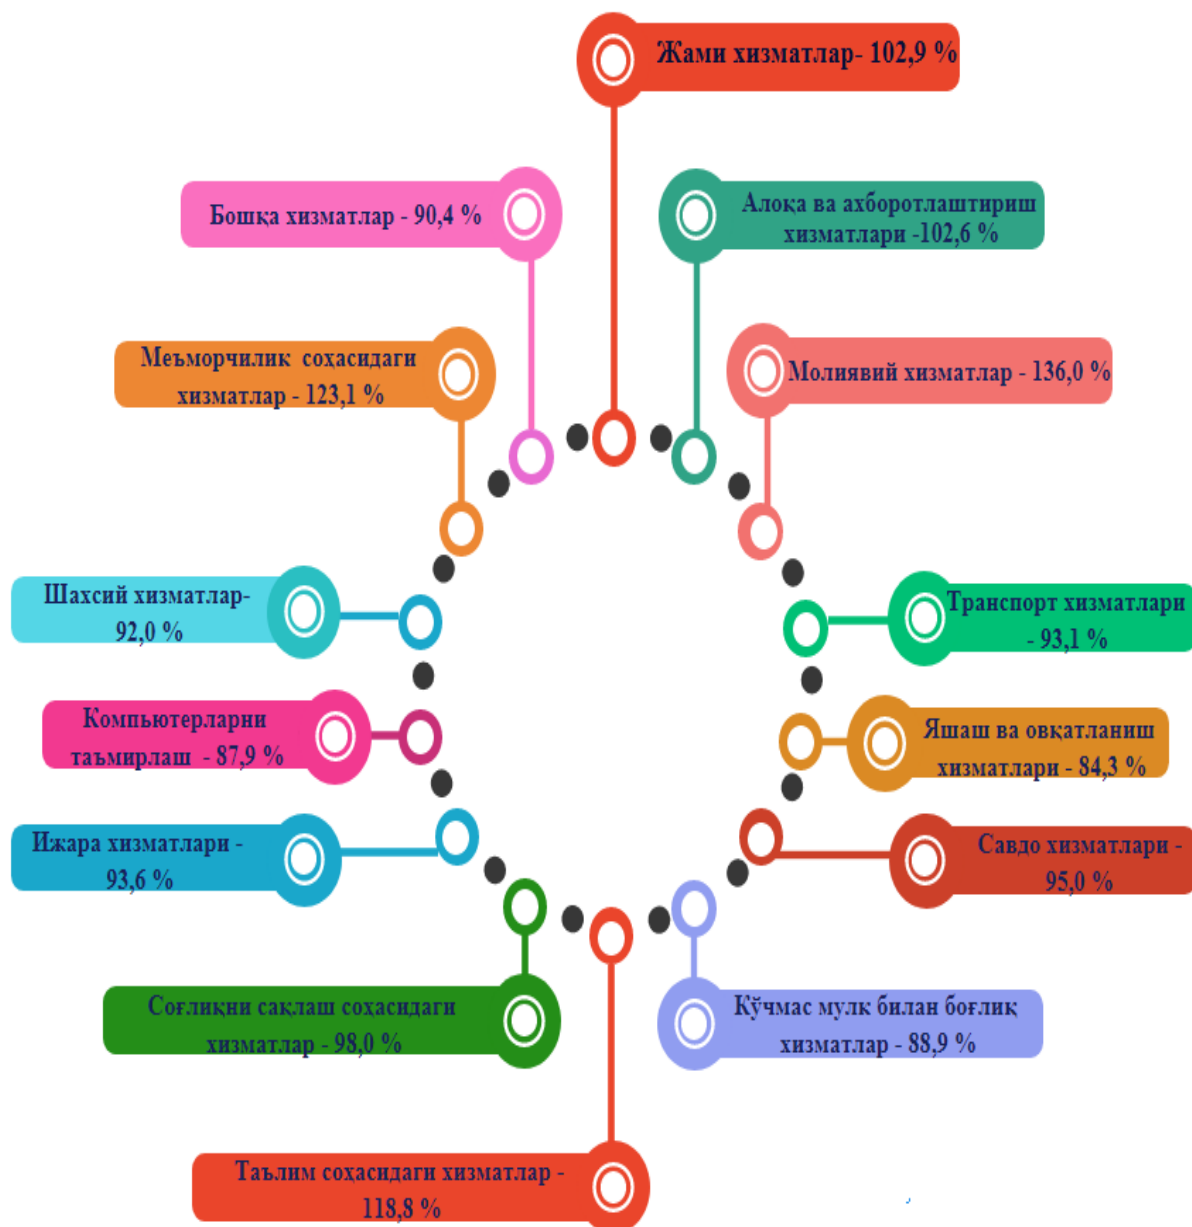 Жами хизматлар- 102,9 %
Бошқа хизматлар - 90,4 %
Алоқа ва ахборотлаштириш
хизматлари -102,6 %
Меъморчилик соҳасидаги
хизматлар - 123,1 %
Молиявий хизматлар - 136,0 %
Шахсий хизматлар-
92,0 %
Транспорт хизматлари
- 93,1 %
Компьютерларни
таъмирлаш - 87,9 %
Яшаш ва овқатланиш
хизматлари - 84,3 %
Ижара хизматлари -
93,6 %
Савдо хизматлари -
95,0 %
Соғлиқни сақлаш соҳасидаги
хизматлар - 98,0 %
Кўчмас мулк билан боғлиқ
хизматлар - 88,9 %
Таълим соҳасидаги хизматлар -
118,8 %